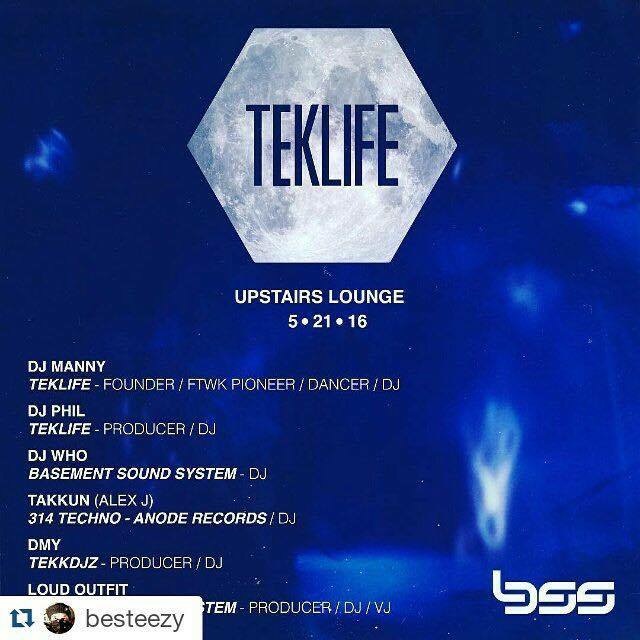 TEKLIFE
UPSTAIRS LOUNGE
5 • 21 • 16
DJ MANNY
TEKLIFE - FOUNDER / FTWK PIONEER / DANCER / DJ
DJ PHIL
TEKLIFE - PRODUCER / DJ
DJ WHO
BASEMENT SOUND SYSTEM - DJ
TAKKUN (ALEX J)
314 TECHNO - ANODE RECORDS / DJ
DMY
TEKKDJZ - PRODUCER / DJ
LOUD OUTFIT
- PRODUCER / DJ / VJ
bss
besteezy